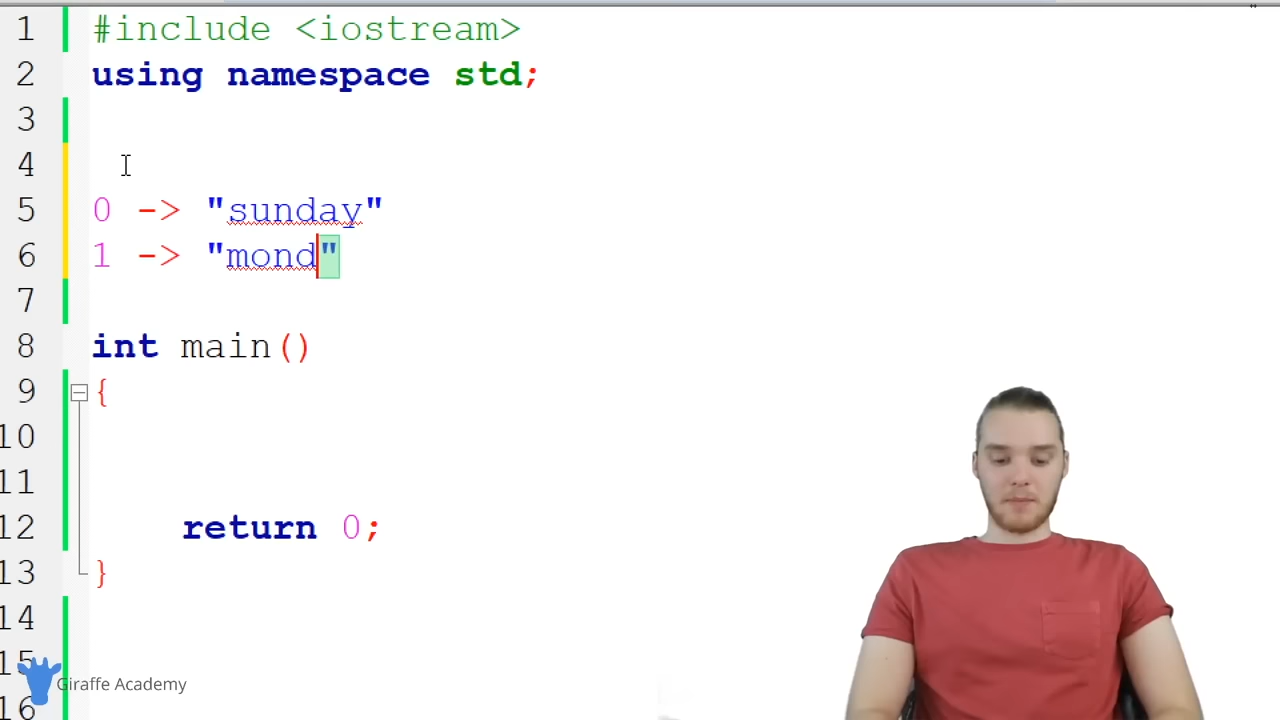 1 #include <iostream>
2 using namespace std;
3
4
5 0 -> "sunday"
6 1 -> "mond"
7
8 int main()
9 {
10
11
12 return 0;
13 }
14
15
16
Giraffe Academy